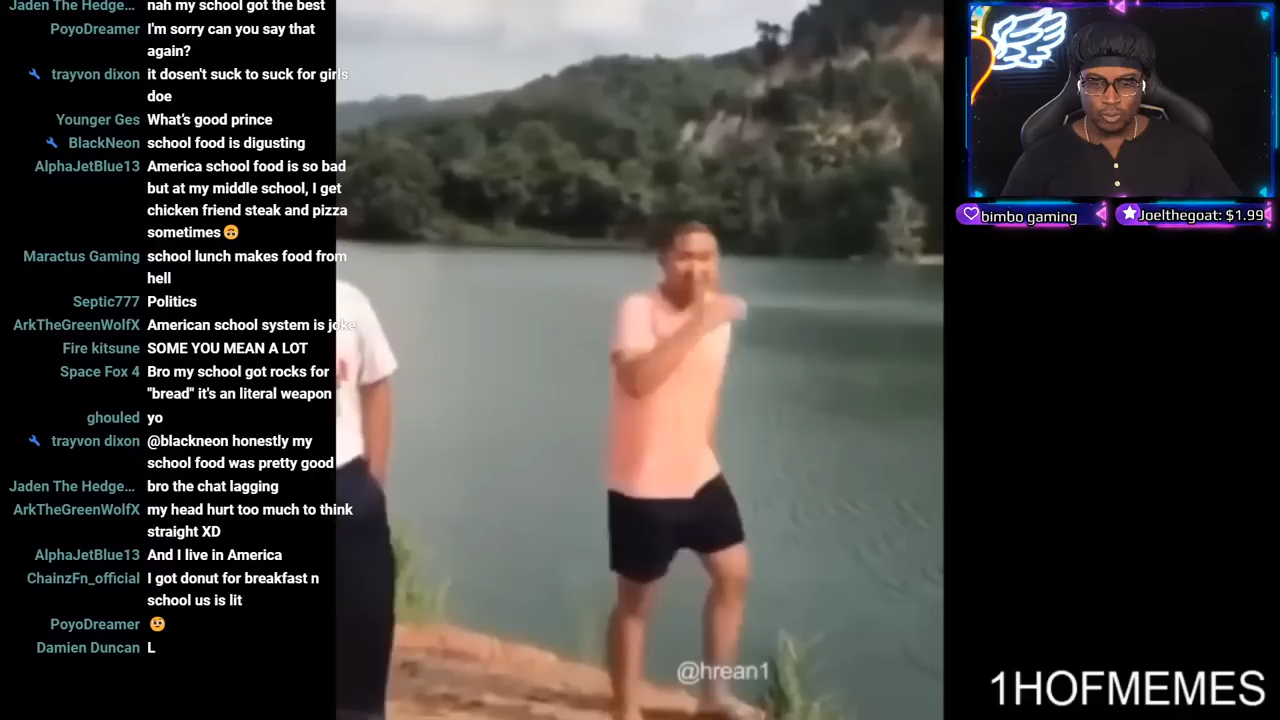 Jaden The Hedge... nah my school got the best
PoyoDreamer I'm sorry can you say that
again?
trayvon dixon it dosen't suck to suck for girls
doe
Younger Ges What's good prince
BlackNeon school food is digusting
AlphaJetBlue13 America school food is so bad
but at my middle school, I get
chicken friend steak and pizza
sometimes🙃
Maractus Gaming school lunch makes food from
hell
Septic777 Politics
ArkTheGreenWolfX American school system is joke
Fire kitsune SOME YOU MEAN A LOT
Space Fox 4 Bro my school got rocks for
"bread" it's an literal weapon
ghouled yo
trayvon dixon @blackneon honestly my
school food was pretty good
Jaden The Hedge... bro the chat lagging
ArkTheGreenWolfX my head hurt too much to think
straight XD
AlphaJetBlue13 And I live in America
ChainzFn_official I got donut for breakfast n
school us is lit
PoyoDreamer 🥺
Damien Duncan L
@hrean1
bimbo gaming
Joelthegoat: $1.99
1HOFMEMES